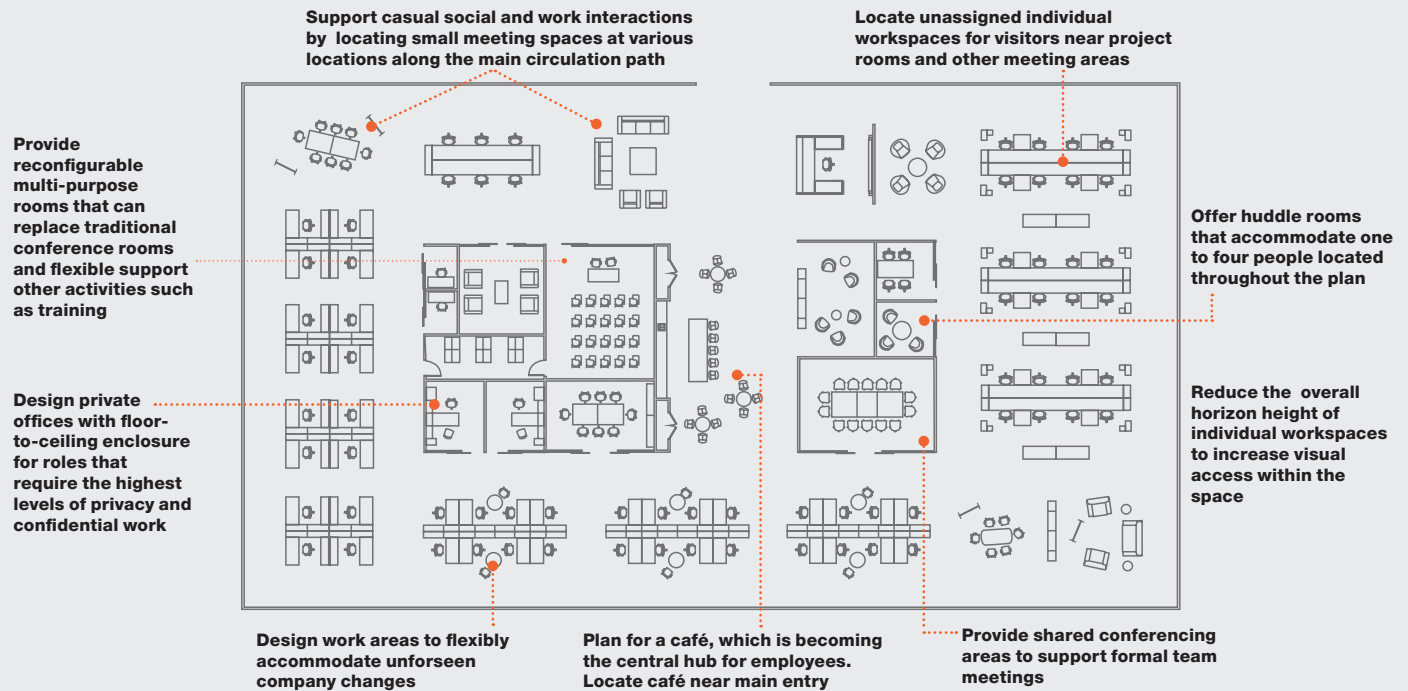 Support casual social and work interactions
by locating small meeting spaces at various
locations along the main circulation path
Locate unassigned individual
workspaces for visitors near project
rooms and other meeting areas
Provide
reconfigurable
multi-purpose
rooms that can
replace traditional
conference rooms
and flexible support
other activities such
as training
Offer huddle rooms
that accommodate one
to four people located
throughout the plan
Design private
offices with floor-
to-ceiling enclosure
for roles that
require the highest
levels of privacy and
confidential work
Reduce the overall
horizon height of
individual workspaces
to increase visual
access within the
space
Design work areas to flexibly
accommodate unforseen
company changes
Plan for a café, which is becoming
the central hub for employees.
Locate café near main entry
Provide shared conferencing
areas to support formal team
meetings